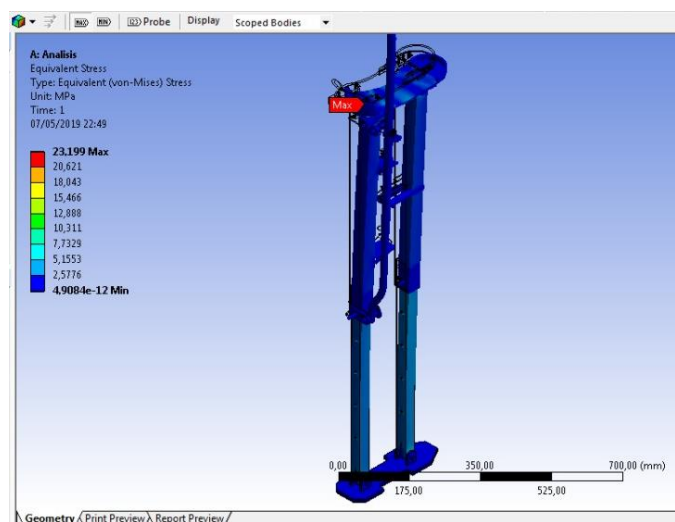 MAX MIN Probe Display Scoped Bodies
A: Analisis
Equivalent Stress
Type: Equivalent (von-Mises) Stress
Unit: MPa
Time: 1
07/05/2019 22:49
Max
23,199 Max
20,621
18,043
15,466
12,888
10,311
7,7329
5,1553
2,5776
4,9084e-12 Min
0,00 350,00 700,00 (mm)
175,00 525,00
Geometry Print Preview Report Preview